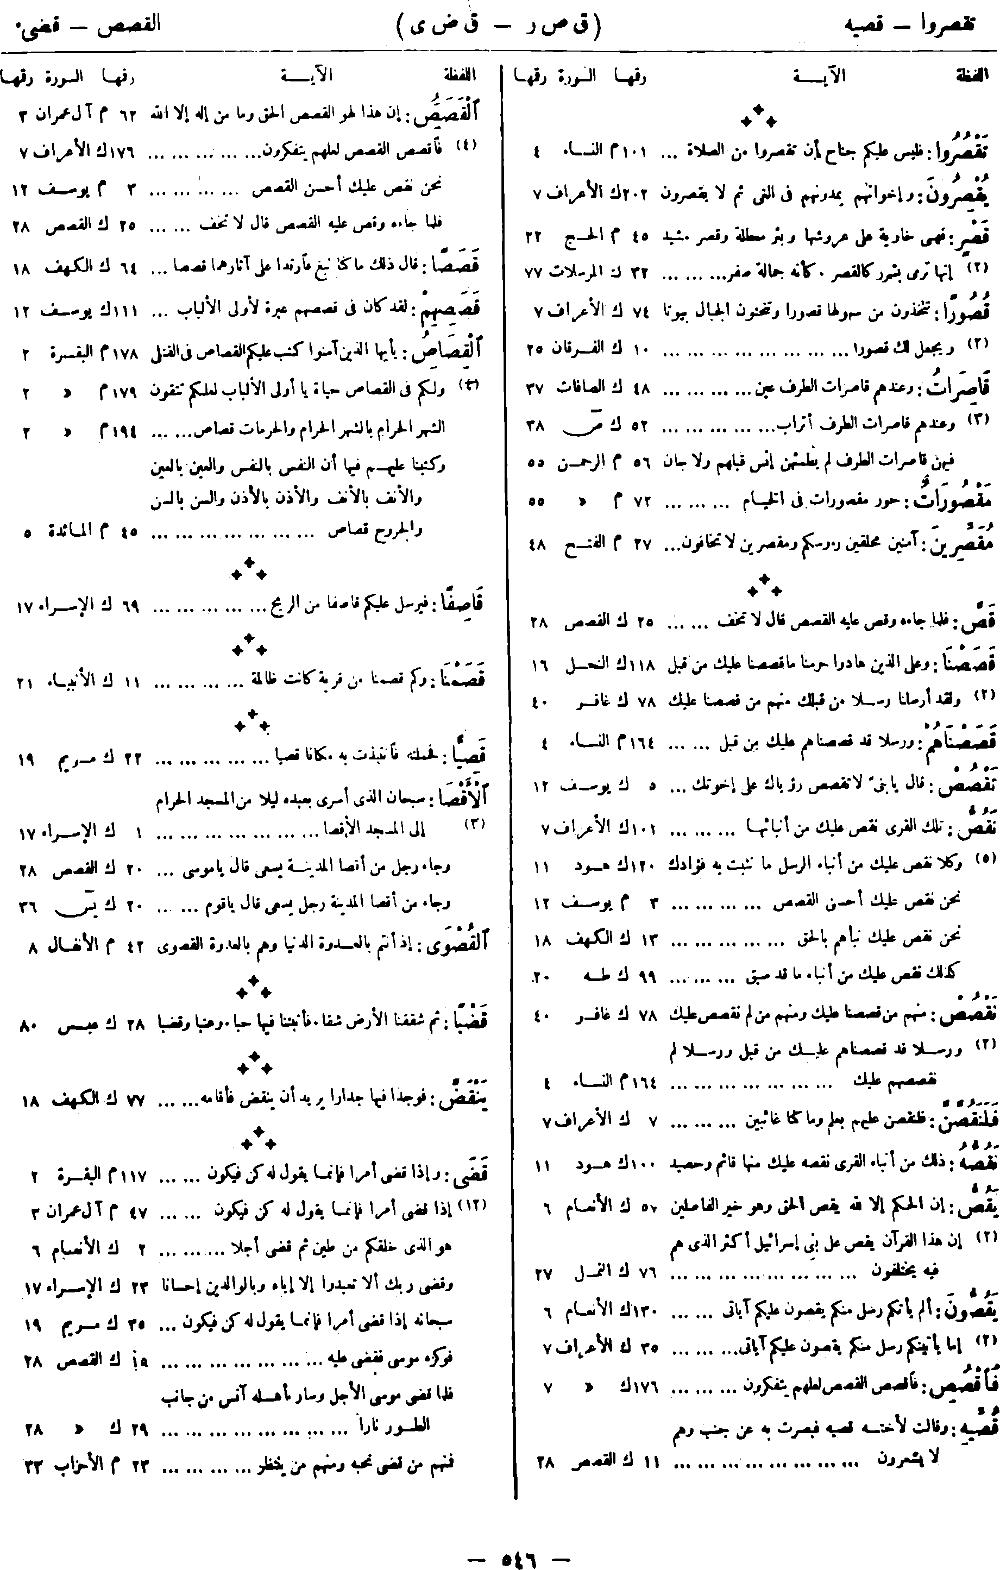 تقصروا — قصيه
( ق ص ر — ق ض ى )
القصص — قضى
اللفظة الآيــة رقمها السورة رقمها
تَقْصُرُوا : فليس عليكم جناح أن تقصروا من الصلاة ... ١٠١ م النساء ٤
يُقْصِرُونَ : وإخوانهم يمدونهم فى الغى ثم لا يقصرون ٢٠٢ ك الأعراف ٧
قَصْرٍ : فهى خاوية على عروشها وبئر معطلة وقصر مشيد ٤٥ م الحج ٢٢
(٢) إنها ترى بشرر كالقصر ٠ كأنه جمالة صفر ... ... ٣٢ ك المرسلات ٧٧
قُصُورًا : تتخذون من سهولها قصورا وتنحتون الجبال بيوتا ٧٤ ك الأعراف ٧
(٢) ويجعل لك قصورا ... ... ... ... ... ... ١٠ ك الفرقان ٢٥
قَاصِرَاتُ : وعندهم قاصرات الطرف عين ... ... ... ٤٨ ك الصافات ٣٧
(٣) وعندهم قاصرات الطرف أتراب ... ... ... ... ٥٢ ك ص ٣٨
فيهن قاصرات الطرف لم يطمثهن إنس قبلهم ولا جان ٥٦ م الرحمن ٥٥
مَقْصُورَاتٌ : حور مقصورات فى الخيام ... ... ... ٧٢ م » ٥٥
مُقَصِّرِينَ : آمنين محلقين رءوسكم ومقصرين لا تخافون ... ٢٧ م الفتح ٤٨
قَصَّ : فلما جاءه وقص عليه القصص قال لا تخف ... ... ٢٥ ك القصص ٢٨
قَصَصْنَا : وعلى الذين هادوا حرمنا ما قصصنا عليك من قبل ١١٨ ك النحل ١٦
(٢) ولقد أرسلنا رسلا من قبلك منهم من قصصنا عليك ٧٨ ك غافر ٤٠
قَصَصْنَاهُمْ : ورسلا قد قصصناهم عليك من قبل ... ... ١٦٤ م النساء ٤
تَقْصُصْ : قال يابنىّ لا تقصص رؤياك على إخوتك ... ٥ ك يوسف ١٢
نَقُصُّ : تلك القرى نقص عليك من أنبائها ... ... ... ١٠١ ك الأعراف ٧
(٥) وكلا نقص عليك من أنباء الرسل ما نثبت به فؤادك ١٢٠ ك هود ١١
نحن نقص عليك أحسن القصص ... ... ... ... ٣ م يوسف ١٢
نحن نقص عليك نبأهم بالحق ... ... ... ... ... ١٣ ك الكهف ١٨
كذلك نقص عليك من أنباء ما قد سبق ... ... ... ٩٩ ك طه ٢٠
نَقْصُصْ : منهم من قصصنا عليك ومنهم من لم نقصص عليك ٧٨ ك غافر ٤٠
(٢) ورسلا قد قصصناهم عليك من قبل ورسلا لم
نقصصهم عليك ... ... ... ... ... ... ... ١٦٤ م النساء ٤
فَلَنَقُصَّنَّ : فلنقصن عليهم بعلم وما كنا غائبين ... ... ... ٧ ك الأعراف ٧
نَقُصُّهُ : ذلك من أنباء القرى نقصه عليك منها قائم وحصيد ١٠٠ ك هود ١١
يَقُصُّ : إن الحكم إلا لله يقص الحق وهو خير الفاصلين ٥٧ ك الأنعام ٦
(٢) إن هذا القرآن يقص على بنى إسرائيل أكثر الذى هم
فيه يختلفون ... ... ... ... ... ... ... ... ٧٦ ك النمل ٢٧
يَقُصُّونَ : ألم يأتكم رسل منكم يقصون عليكم آياتى ... ... ١٣٠ ك الأنعام ٦
(٢) إما يأتينكم رسل منكم يقصون عليكم آياتى ... ... ... ٣٥ ك الأعراف ٧
فَاقْصُصِ : فاقصص القصص لعلهم يتفكرون ... ... ... ١٧٦ ك » ٧
قُصِّيهِ : وقالت لأخته قصيه فبصرت به عن جنب وهم
لا يشعرون ... ... ... ... ... ... ... ... ١١ ك القصص ٢٨
اللفظة الآيــة رقمها السورة رقمها
اَلْقَصَصُ : إن هذا لهو القصص الحق وما من إله إلا الله ٦٢ م آل عمران ٣
(٤) فاقصص القصص لعلهم يتفكرون ... ... ... ... ... ١٧٦ ك الأعراف ٧
نحن نقص عليك أحسن القصص ... ... ... ... ٣ م يوسف ١٢
فلما جاءه وقص عليه القصص قال لا تخف ... ... ٢٥ ك القصص ٢٨
قَصَصًا : قال ذلك ما كنا نبغ فارتدا على آثارهما قصصا ... ٦٤ ك الكهف ١٨
قَصَصِهِمْ : لقد كان فى قصصهم عبرة لأولى الألباب ... ١١١ ك يوسف ١٢
اَلْقِصَاصُ : يأيها الذين آمنوا كتب عليكم القصاص فى القتلى ١٧٨ م البقرة ٢
(٤) ولكم فى القصاص حياة يا أولى الألباب لعلكم تتقون ١٧٩ م » ٢
الشهر الحرام بالشهر الحرام والحرمات قصاص ... ... ١٩٤ م » ٢
وكتبنا عليهم فيها أن النفس بالنفس والعين بالعين
والأنف بالأنف والأذن بالأذن والسن بالسن
والجروح قصاص ... ... ... ... ... ... ... ٤٥ م المائدة ٥
قَاصِفًا : فيرسل عليكم قاصفا من الريح ... ... ... ... ... ٦٩ ك الإسراء ١٧
قَصَمْنَا : وكم قصمنا من قرية كانت ظالمة ... ... ... ... ١١ ك الأنبياء ٢١
قَصِيًّا : فحملته فانتبذت به مكانا قصيا ... ... ... ... ... ٢٢ ك مريم ١٩
اَلْأَقْصَا : سبحان الذى أسرى بعبده ليلا من المسجد الحرام
(٣) إلى المسجد الأقصا ... ... ... ... ... ... ... ١ ك الإسراء ١٧
وجاء رجل من أقصا المدينة يسعى قال ياموسى ... ٢٠ ك القصص ٢٨
وجاء من أقصا المدينة رجل يسعى قال ياقوم ... ... ٢٠ ك يس ٣٦
اَلْقُصْوَى : إذ أنتم بالعدوة الدنيا وهم بالعدوة القصوى ٤٢ م الأنفال ٨
قَضْبًا : ثم شققنا الأرض شقا ٠ فأنبتنا فيها حبا ٠ وعنبا وقضبا ٢٨ ك عبس ٨٠
يَنْقَضَّ : فوجدا فيها جدارا يريد أن ينقض فأقامه ... ... ٧٧ ك الكهف ١٨
قَضَى : وإذا قضى أمرا فإنما يقول له كن فيكون ... ... ١١٧ م البقرة ٢
(١٢) إذا قضى أمرا فإنما يقول له كن فيكون ... ... ٤٧ م آل عمران ٣
هو الذى خلقكم من طين ثم قضى أجلا ... ... ... ٢ ك الأنعام ٦
وقضى ربك ألا تعبدوا إلا إياه وبالوالدين إحسانا ٢٣ ك الإسراء ١٧
سبحانه إذا قضى أمرا فإنما يقول له كن فيكون ... ٣٥ ك مريم ١٩
فوكزه موسى فقضى عليه ... ... ... ... ... ... ١٥ ك القصص ٢٨
فلما قضى موسى الأجل وسار بأهله آنس من جانب
الطور نارا ... ... ... ... ... ... ... ... ٢٩ ك » ٢٨
فمنهم من قضى نحبه ومنهم من ينتظر ... ... ... ... ٢٣ م الأحزاب ٣٣
— ٥٤٦ —